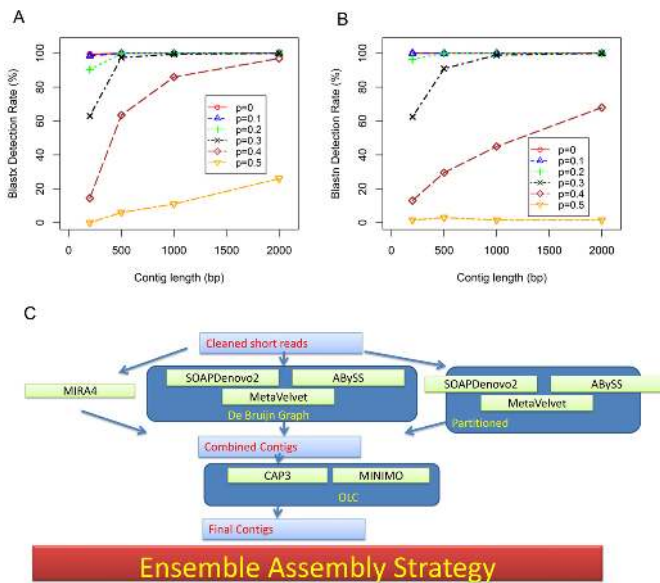 A
Blastx Detection Rate (%)
100
80
60
40
20
0
p=0
p=0.1
p=0.2
p=0.3
p=0.4
p=0.5
0 500 1000 1500 2000
Contig length (bp)
B
Blastn Detection Rate (%)
100
80
60
40
20
0
p=0
p=0.1
p=0.2
p=0.3
p=0.4
p=0.5
0 500 1000 1500 2000
Contig length (bp)
C
Cleaned short reads
MIRA4
SOAPDenovo2 ABySS
MetaVelvet
De Bruijn Graph
SOAPDenovo2 ABySS
MetaVelvet
Partitioned
Combined Contigs
CAP3 MINIMO
OLC
Final Contigs
Ensemble Assembly Strategy